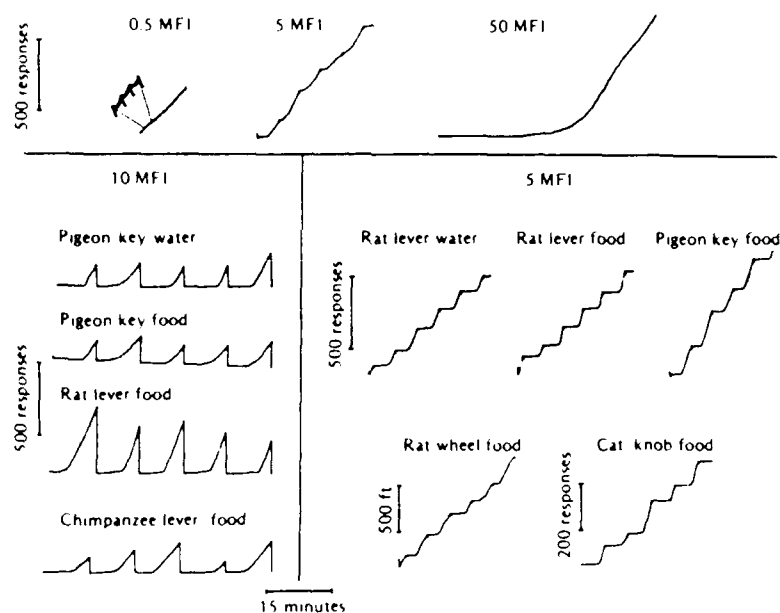 0.5 MFI
5 MFI
50 MFI
500 responses
10 MFI
5 MFI
Pigeon key water
Pigeon key food
Rat lever food
Chimpanzee lever food
500 responses
Rat lever water
Rat lever food
Pigeon key food
500 responses
Rat wheel food
Cat knob food
500 ft
200 responses
15 minutes